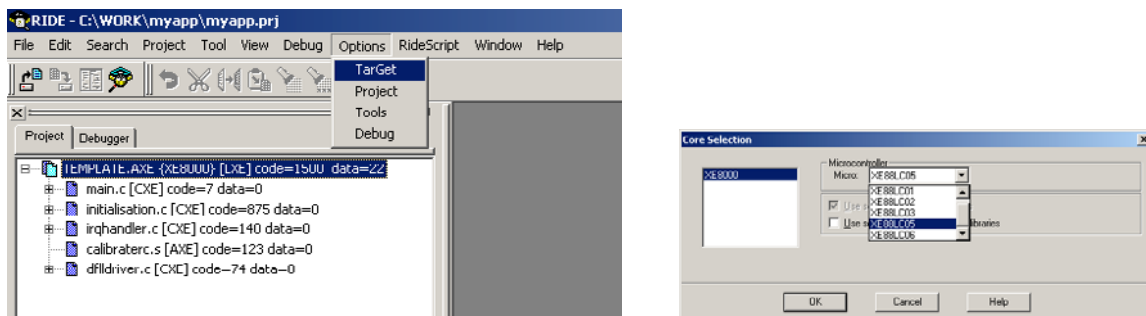 RIDE - C:\WORK\myapp\myapp.prj
File Edit Search Project Tool View Debug Options RideScript Window Help
TarGet
Project
Tools
Debug
Project Debugger
TEMPLATE.AXE {XE8000} [LXE] code=1500 data=22
main.c [CXE] code=7 data=0
initialisation.c [CXE] code=875 data=0
irqhandler.c [CXE] code=140 data=0
calibraterc.s [AXE] code=123 data=0
dflldriver.c [CXE] code=74 data=0
Core Selection
XE8000
Microcontroller
Micro: XE88LC05
XE88LC01
XE88LC02
XE88LC03
XE88LC05
XE88LC06
Use
Use libraries
OK Cancel Help